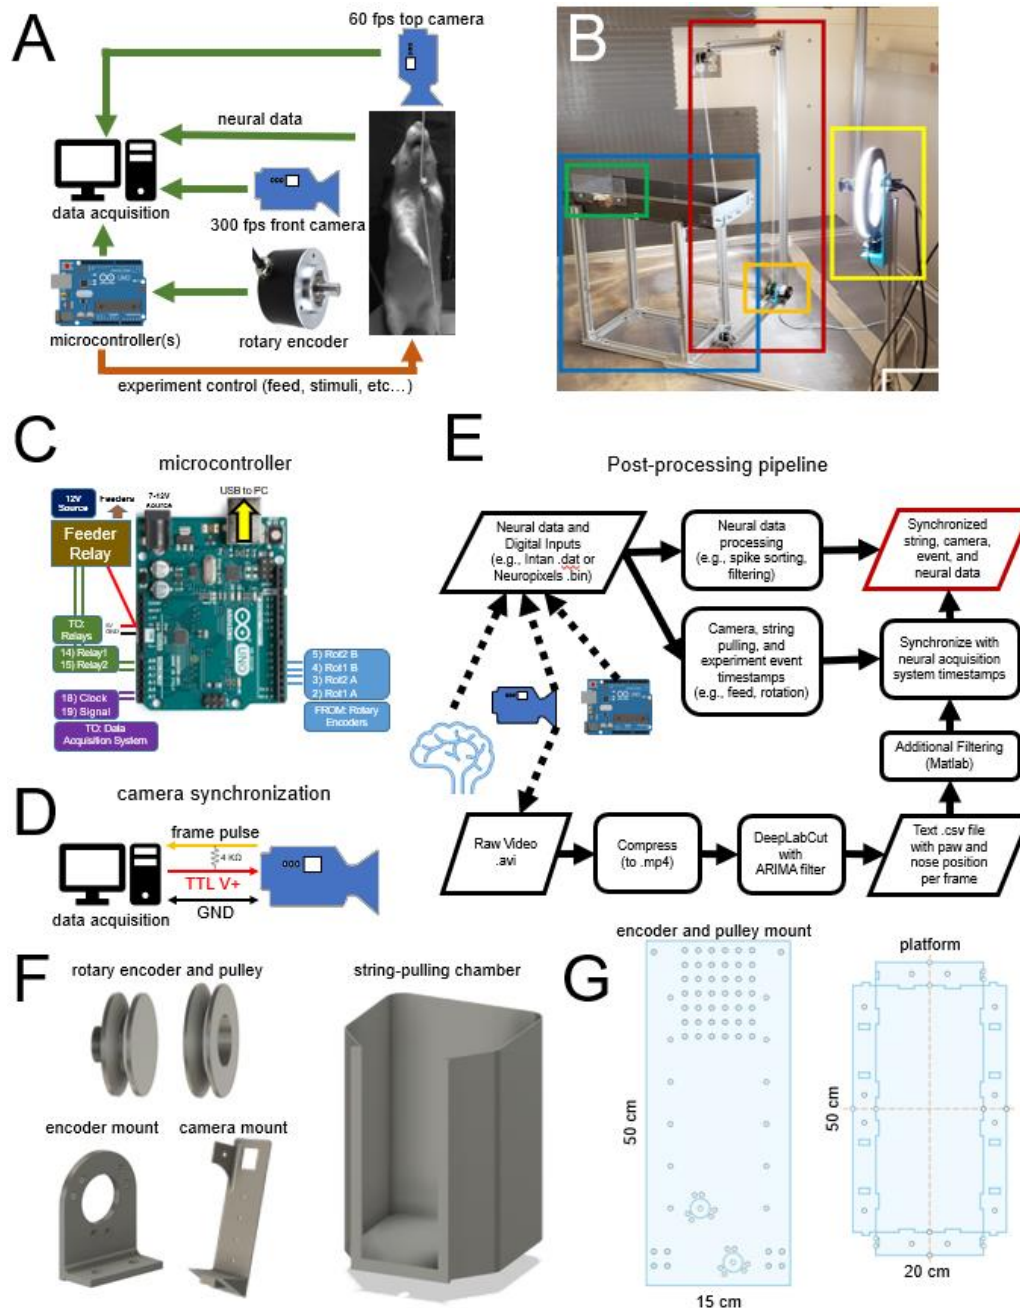 A
60 fps top camera
neural data
data acquisition
300 fps front camera
microcontroller(s)
rotary encoder
experiment control (feed, stimuli, etc...)
B
C
microcontroller
12V
Source
Feeders
7-12V
USB to PC
Feeder
Relay
TO:
Relays
GND
14) Relay1
15) Relay2
18) Clock
19) Signal
TO: Data
Acquisition System
ARDUINO
UNO
5) Rot2 B
4) Rot1 B
3) Rot2 A
2) Rot1 A
FROM: Rotary
Encoders
D
camera synchronization
frame pulse
4 KΩ
TTL V+
GND
data acquisition
E
Post-processing pipeline
Neural data and
Digital Inputs
(e.g., Intan .dat or
Neuropixels .bin)
Neural data
processing
(e.g., spike sorting,
filtering)
Synchronized
string, camera,
event, and
neural data
Camera, string
pulling, and
experiment event
timestamps
(e.g., feed, rotation)
Synchronize with
neural acquisition
system timestamps
Additional Filtering
(Matlab)
Raw Video
.avi
Compress
(to .mp4)
DeepLabCut
with
ARIMA filter
Text .csv file
with paw and
nose position
per frame
F
rotary encoder and pulley
string-pulling chamber
encoder mount
camera mount
G
encoder and pulley mount
platform
50 cm
15 cm
50 cm
20 cm